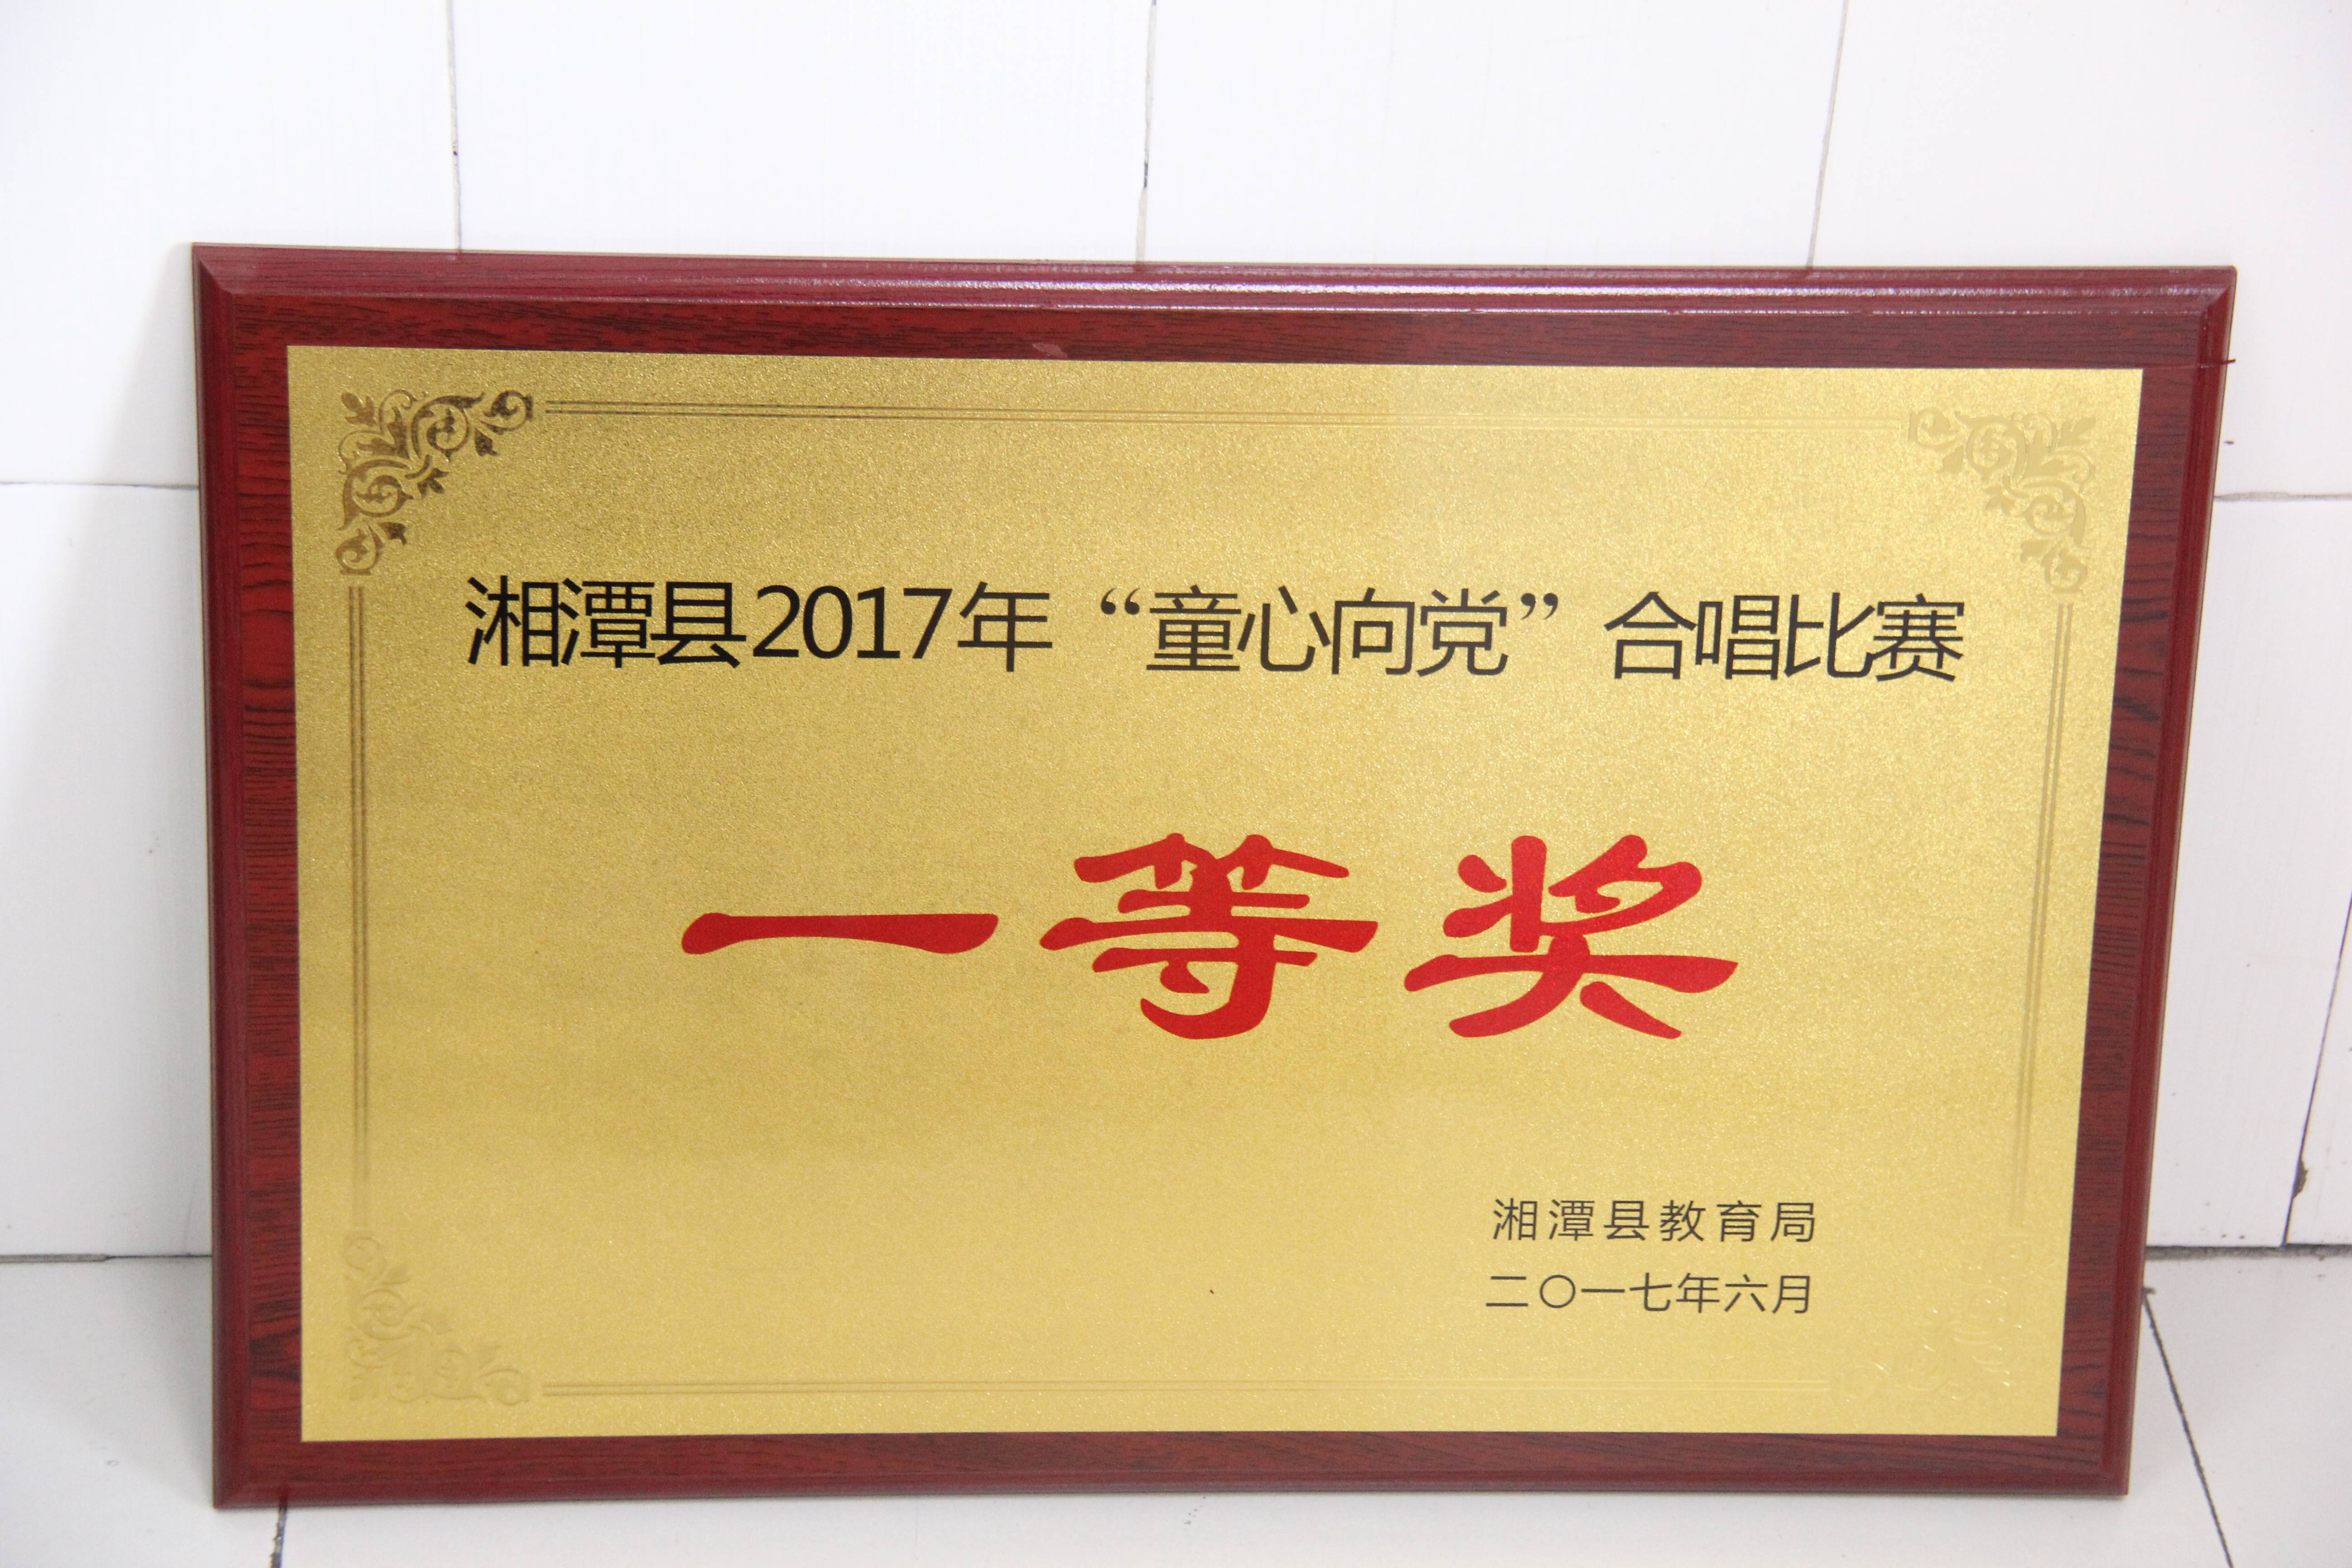 湘潭县2017年“童心向党”合唱比赛
一等奖
湘潭县教育局
二〇一七年六月